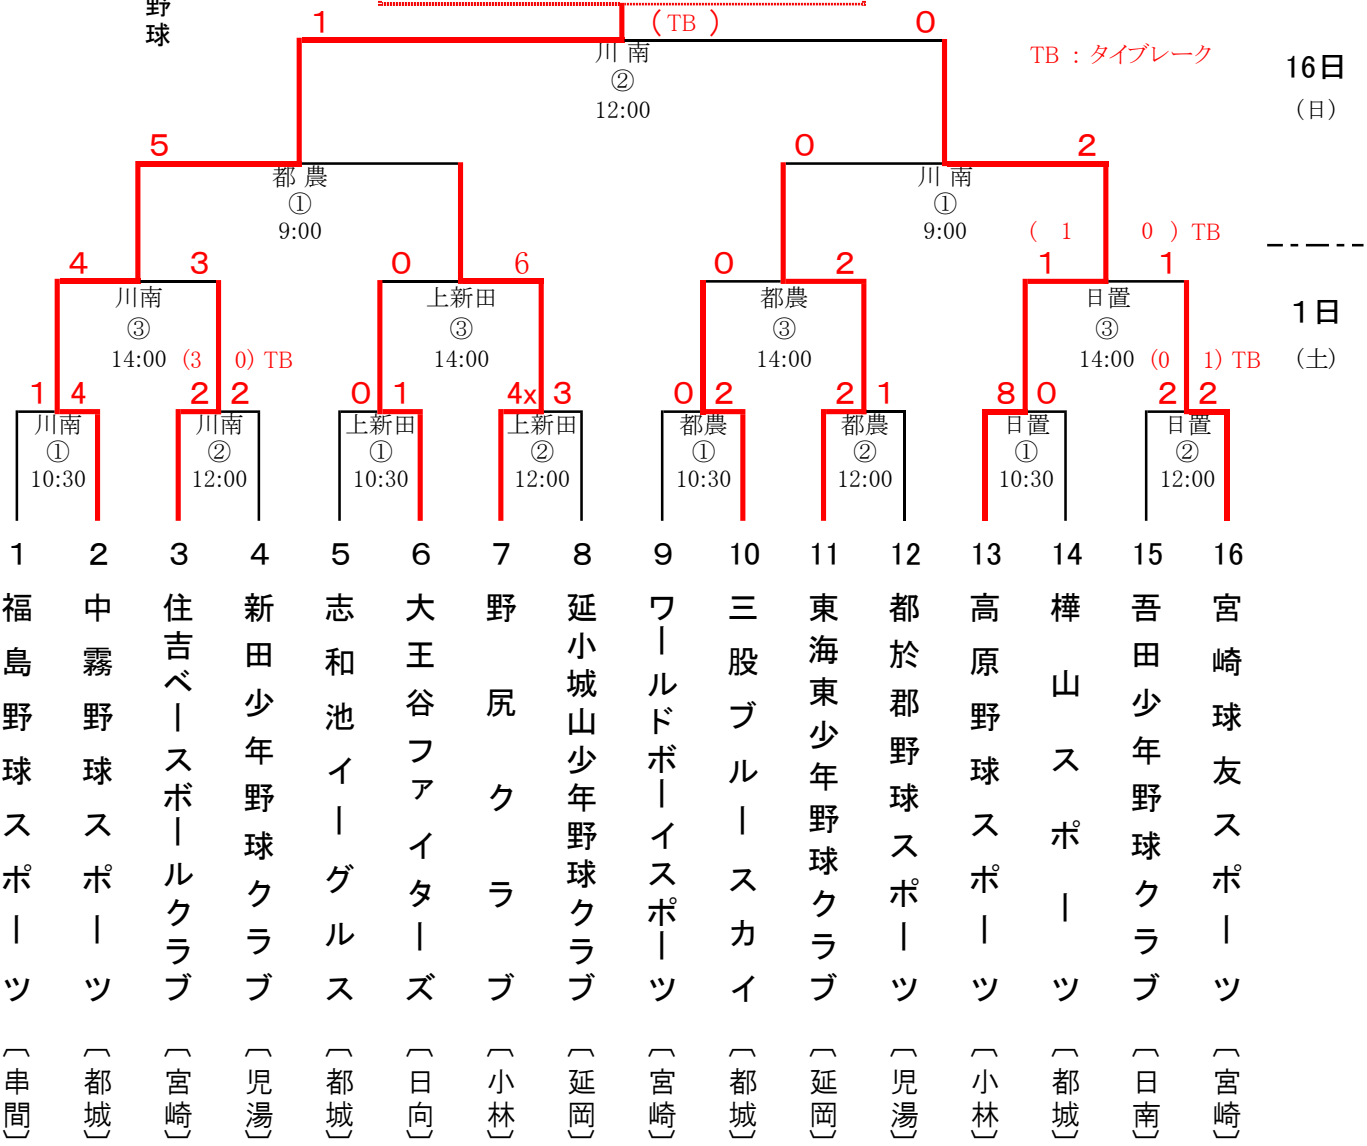 野球
1 (TB) 0
TB：タイブレーク
川南
②
12:00
16日
(日)
5 0 2
都農 川南
① ①
9:00 9:00
( 1 0 ) TB
4 3 0 6 0 2 1 1
川南 上新田 都農 日置
③ ③ ③ ③
14:00 14:00 14:00 14:00
1日
(土)
(3 0) TB (0 1) TB
1 4 2 2 0 1 4x 3 0 2 2 1 8 0 2 2
川南 川南 上新田 上新田 都農 都農 日置 日置
① ② ① ② ① ② ① ②
10:30 12:00 10:30 12:00 10:30 12:00 10:30 12:00
1 福島野球スポーツ 〔串間〕
2 中霧野球スポーツ 〔都城〕
3 住吉ベースボールクラブ 〔宮崎〕
4 新田少年野球クラブ 〔児湯〕
5 志和池イーグルス 〔都城〕
6 大王谷ファイターズ 〔日向〕
7 野尻クラブ 〔小林〕
8 延小城山少年野球クラブ 〔延岡〕
9 ワールドボーイスポーツ 〔宮崎〕
10 三股ブルースカイ 〔都城〕
11 東海東少年野球クラブ 〔延岡〕
12 都於郡野球スポーツ 〔児湯〕
13 高原野球スポーツ 〔小林〕
14 樺山スポーツ 〔都城〕
15 吾田少年野球クラブ 〔日南〕
16 宮崎球友スポーツ 〔宮崎〕